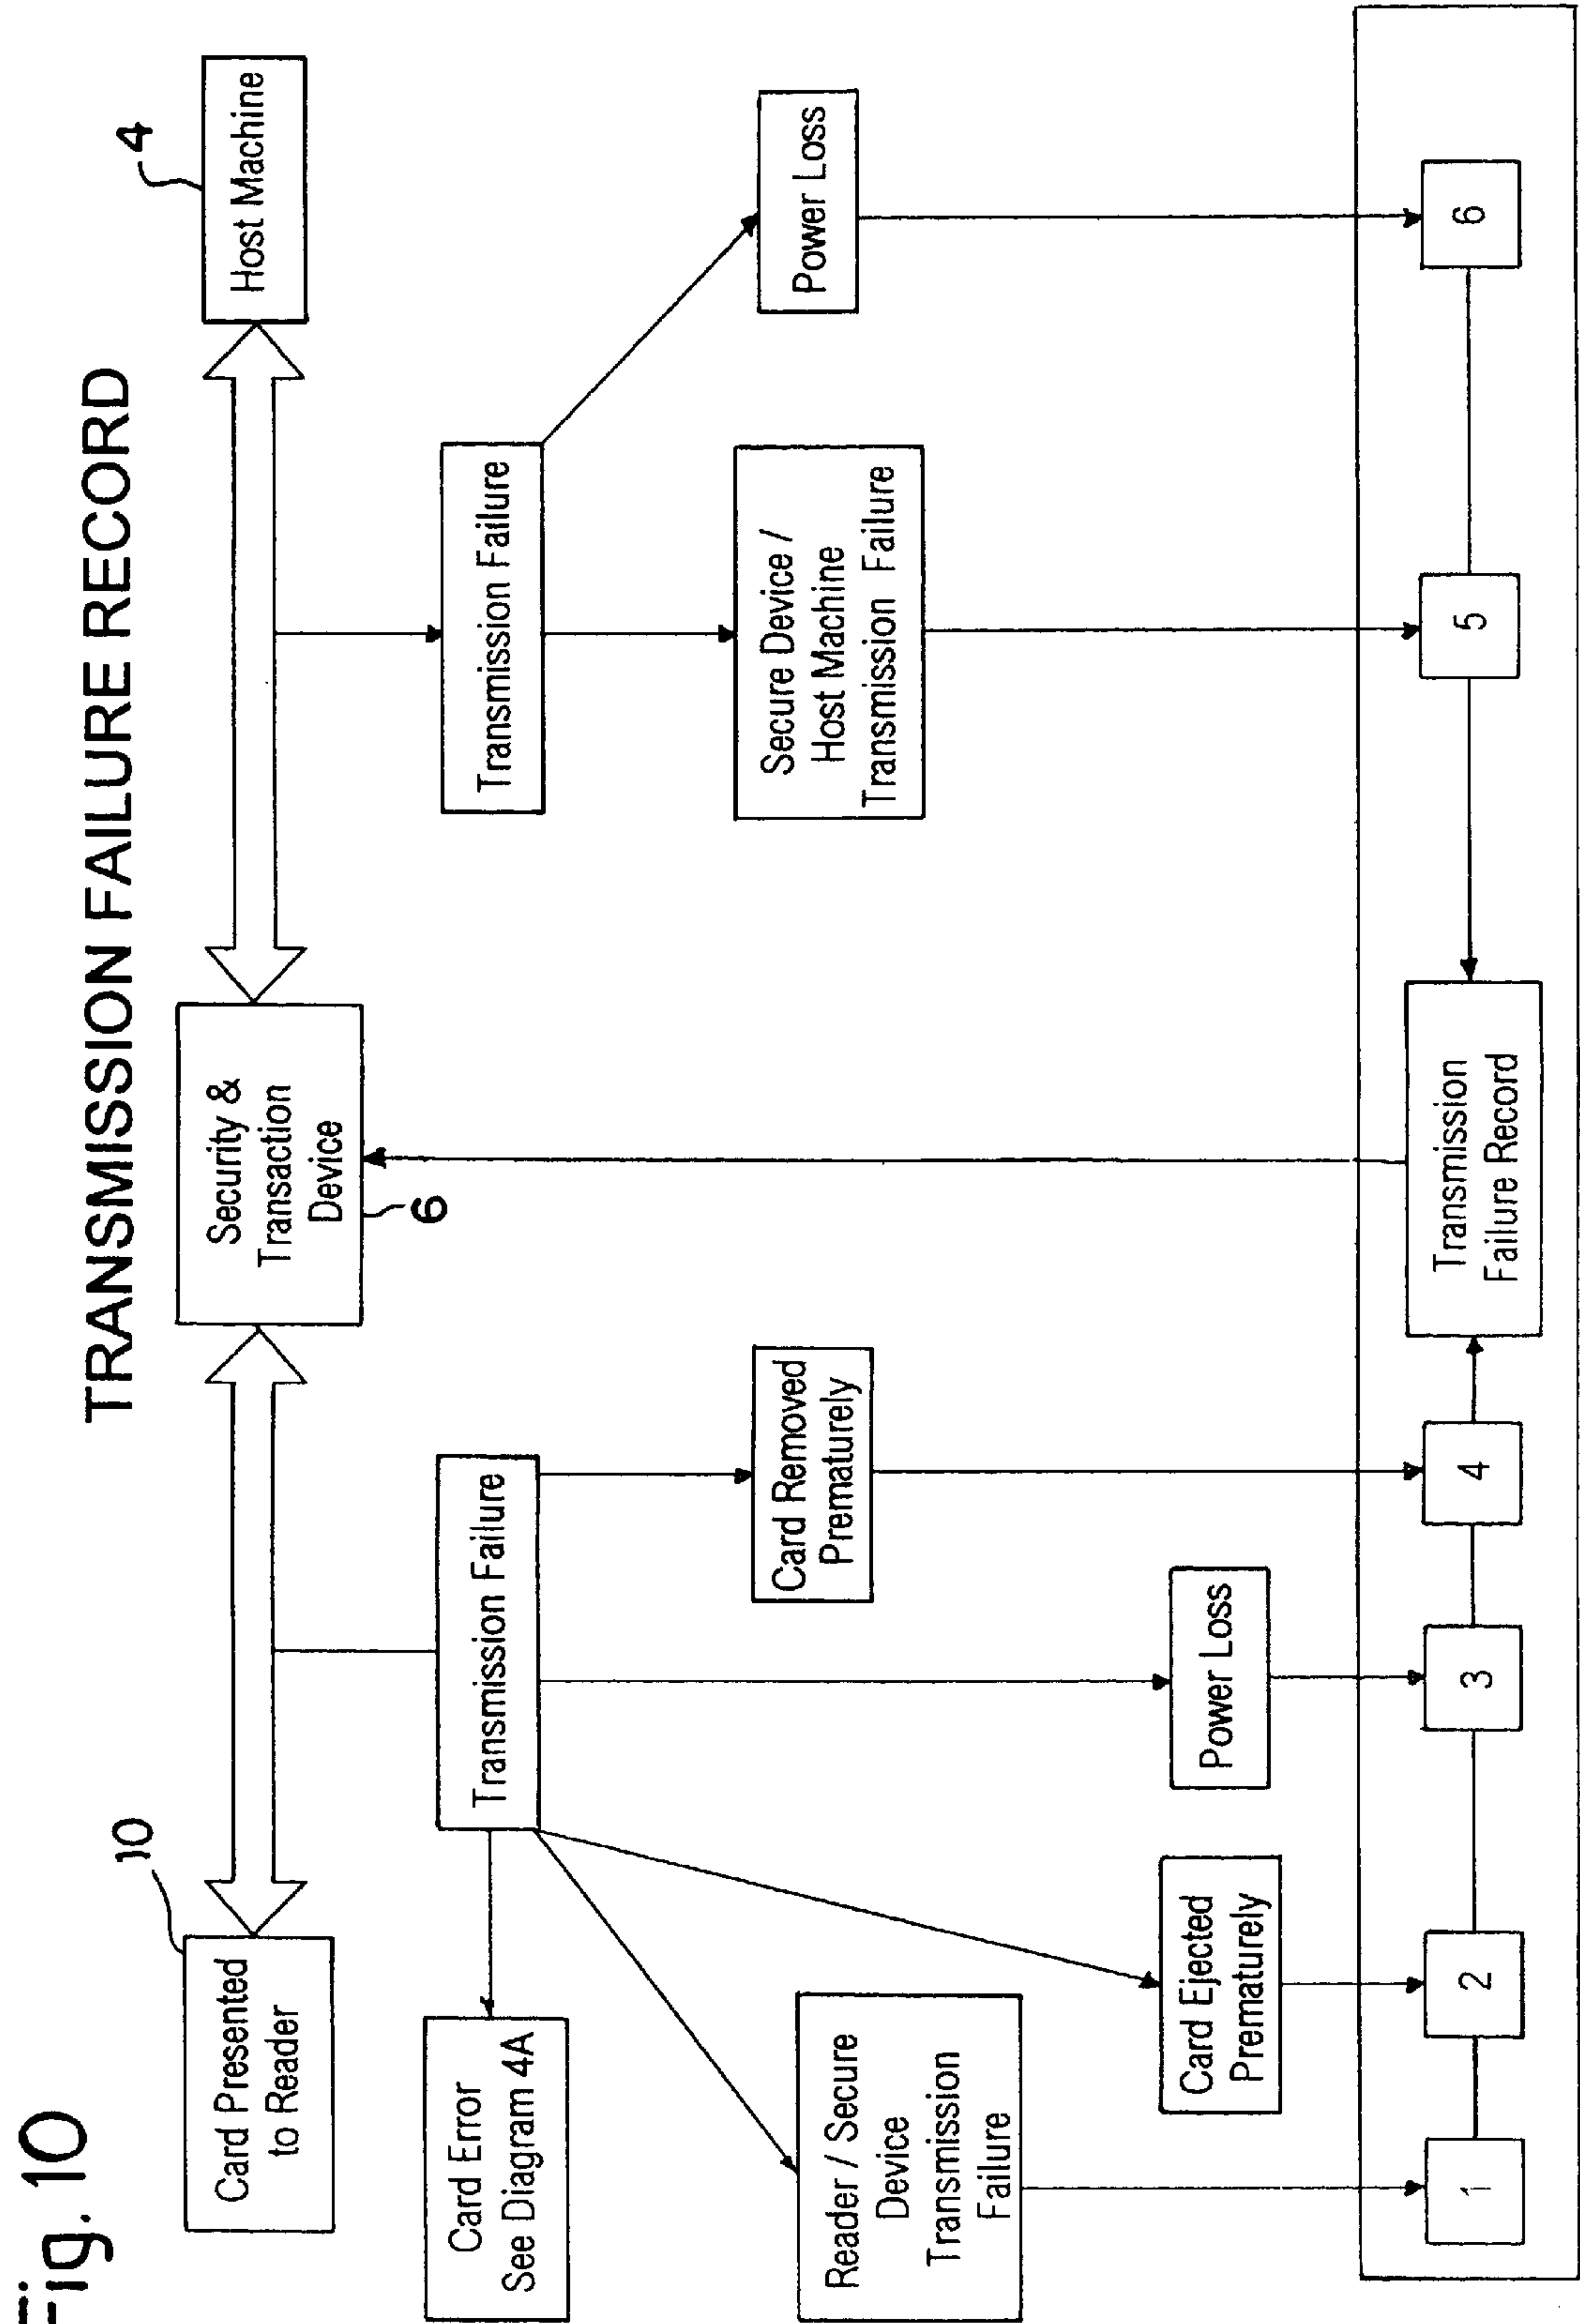 Fig. 10
TRANSMISSION FAILURE RECORD
10
Card Presented
to Reader
Security &
Transaction
Device
6
4
Host Machine
Transmission Failure
Transmission Failure
Card Error
See Diagram 4A
Reader / Secure
Device
Transmission
Failure
Card Ejected
Prematurely
Power Loss
Card Removed
Prematurely
Secure Device /
Host Machine
Transmission Failure
Power Loss
1
2
3
4
Transmission
Failure Record
5
6